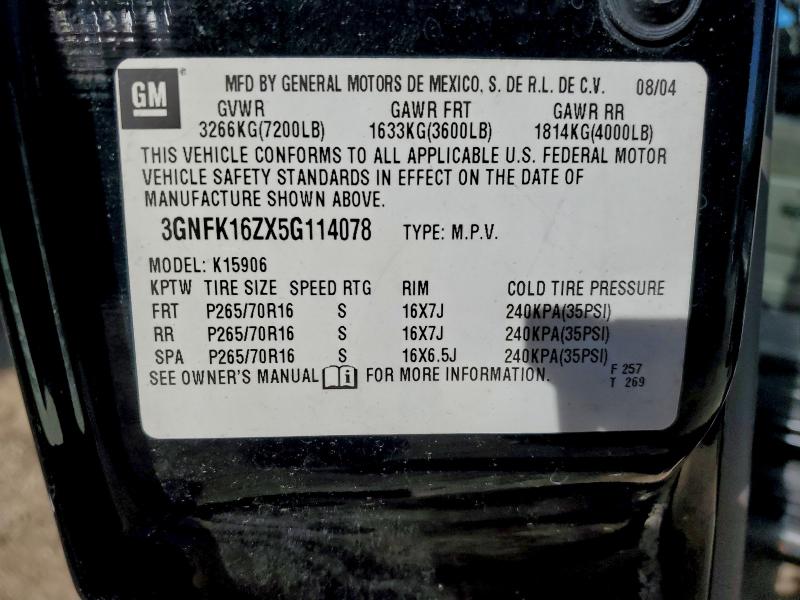 GM ® MFD BY GENERAL MOTORS DE MEXICO, S. DE R.L. DE C.V. 08/04
GVWR GAWR FRT GAWR RR
3266KG(7200LB) 1633KG(3600LB) 1814KG(4000LB)
THIS VEHICLE CONFORMS TO ALL APPLICABLE U.S. FEDERAL MOTOR
VEHICLE SAFETY STANDARDS IN EFFECT ON THE DATE OF
MANUFACTURE SHOWN ABOVE.
3GNFK16ZX5G114078 TYPE: M.P.V.
MODEL: K15906
KPTW TIRE SIZE SPEED RTG RIM COLD TIRE PRESSURE
FRT P265/70R16 S 16X7J 240KPA(35PSI)
RR P265/70R16 S 16X7J 240KPA(35PSI)
SPA P265/70R16 S 16X6.5J 240KPA(35PSI)
SEE OWNER'S MANUAL i FOR MORE INFORMATION. F 257
T 269